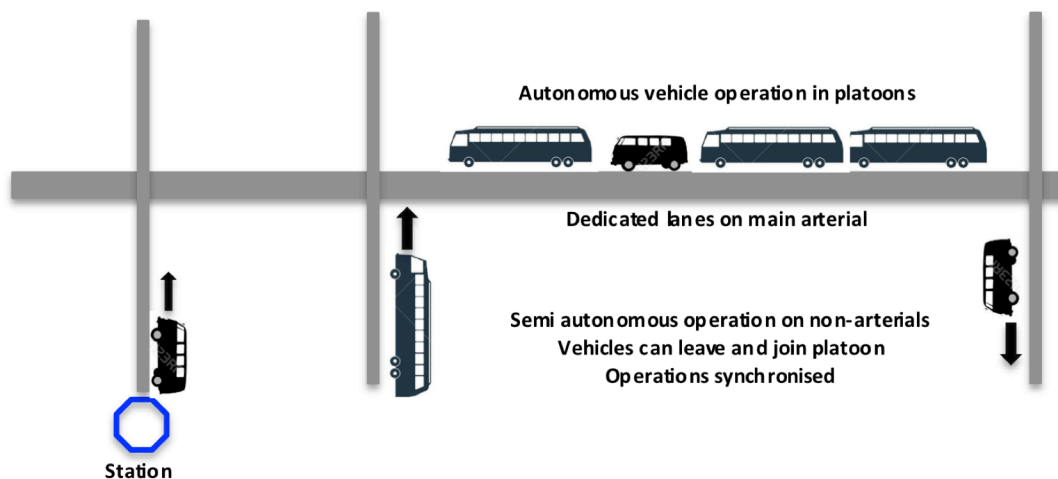 Autonomous vehicle operation in platoons
Dedicated lanes on main arterial
Semi autonomous operation on non-arterials
Vehicles can leave and join platoon
Operations synchronised
Station